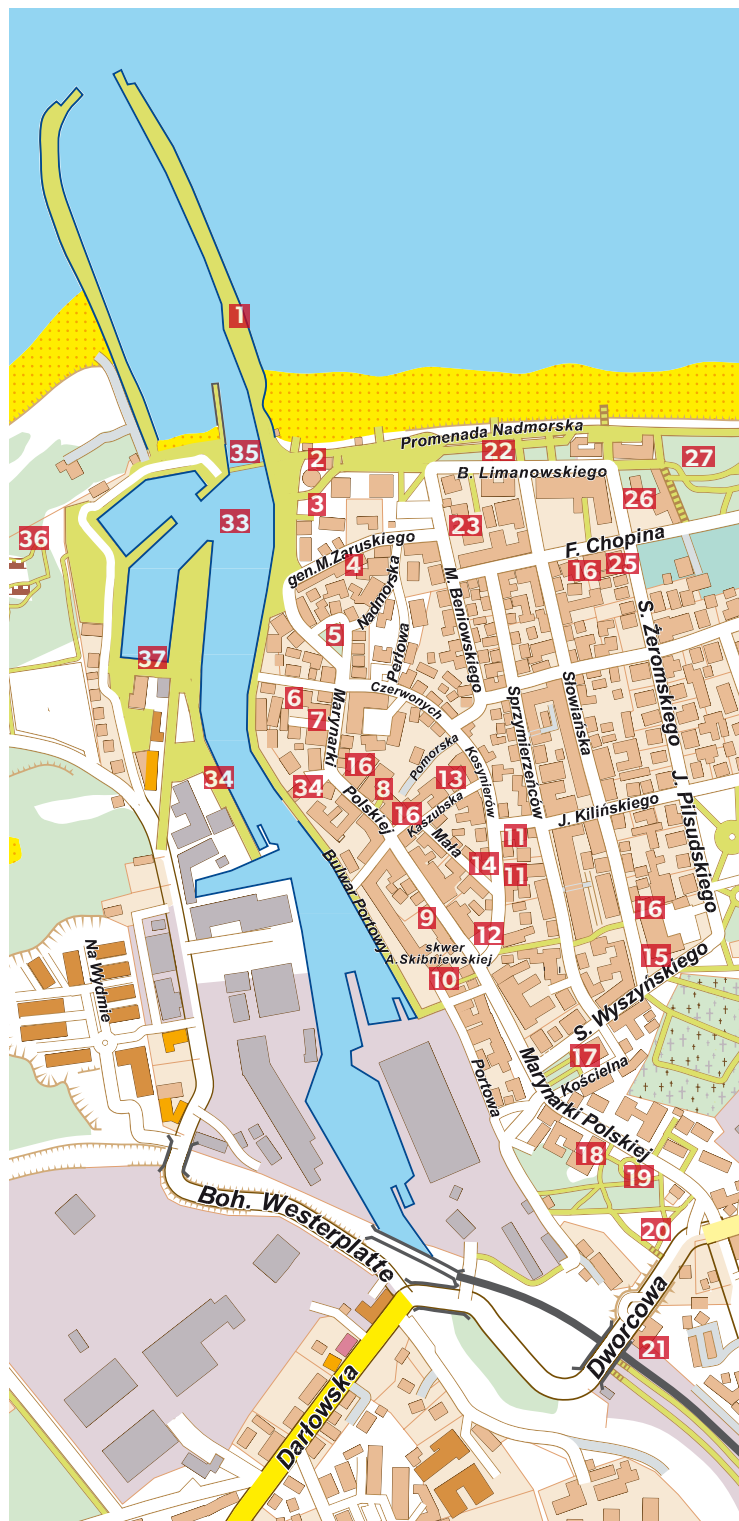 1
Promenada Nadmorska
35
2
22
27
B. Limanowskiego
3
26
33
23
36
F. Chopina
gen.M.Zaruskiego
4
16
25
Nadmorska
M. Beniowskiego
5
Perłowa
S. Żeromskiego
37
Czerwonych
6
7
Marynarki
Sprzymierzeńców
Słowiańska
Pomorska
Kosynierów
16
13
34
34
8
Polskiej
16
Kaszubska
J. Kilińskiego
J. Piłsudskiego
Mała
11
14
11
Bulwar Portowy
9
16
12
skwer
A.Skibniewskiej
Na Wydmie
10
15
S. Wyszyńskiego
17
Kościelna
Portowa
Marynarki Polskiej
18
19
Boh. Westerplatte
20
Dworcowa
21
Darłowska